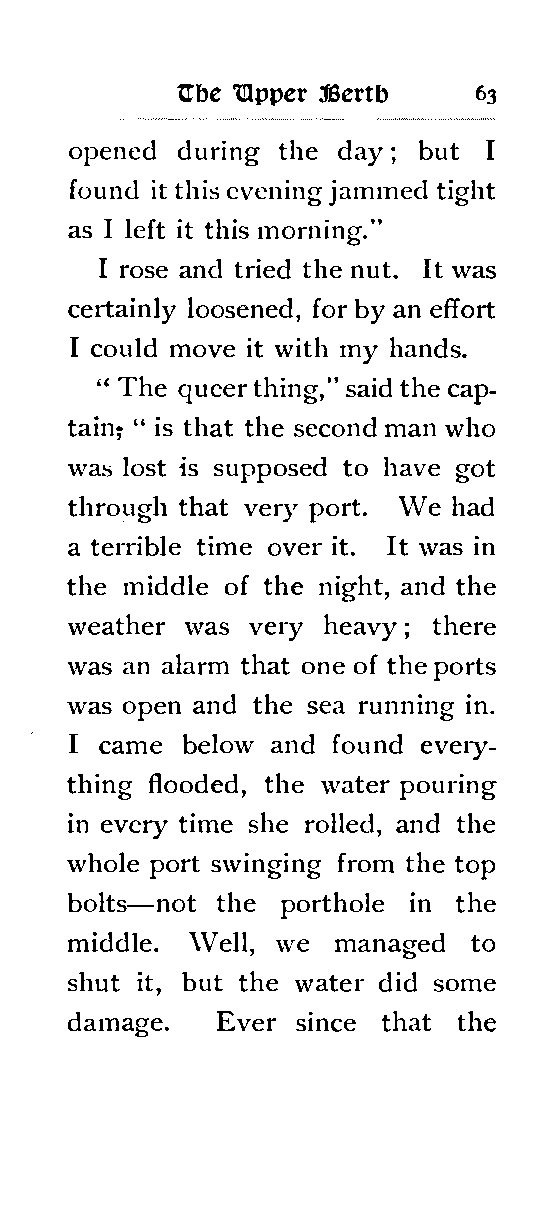 The Upper Berth 63
opened during the day; but I
found it this evening jammed tight
as I left it this morning."
I rose and tried the nut. It was
certainly loosened, for by an effort
I could move it with my hands.
"The queer thing," said the cap-
tain, "is that the second man who
was lost is supposed to have got
through that very port. We had
a terrible time over it. It was in
the middle of the night, and the
weather was very heavy; there
was an alarm that one of the ports
was open and the sea running in.
I came below and found every-
thing flooded, the water pouring
in every time she rolled, and the
whole port swinging from the top
bolts—not the porthole in the
middle. Well, we managed to
shut it, but the water did some
damage. Ever since that the